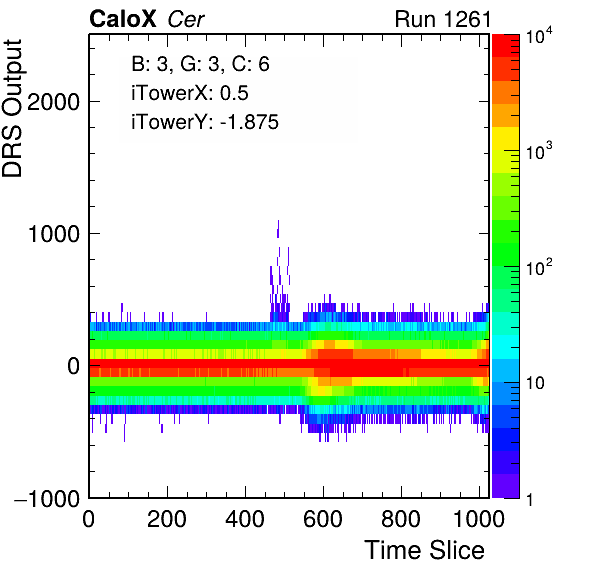 CaloX Cer Run 1261
B: 3, G: 3, C: 6
iTowerX: 0.5
iTowerY: -1.875
DRS Output
2000
1000
0
−1000
0 200 400 600 800 1000
Time Slice
10^4
10^3
10^2
10
1